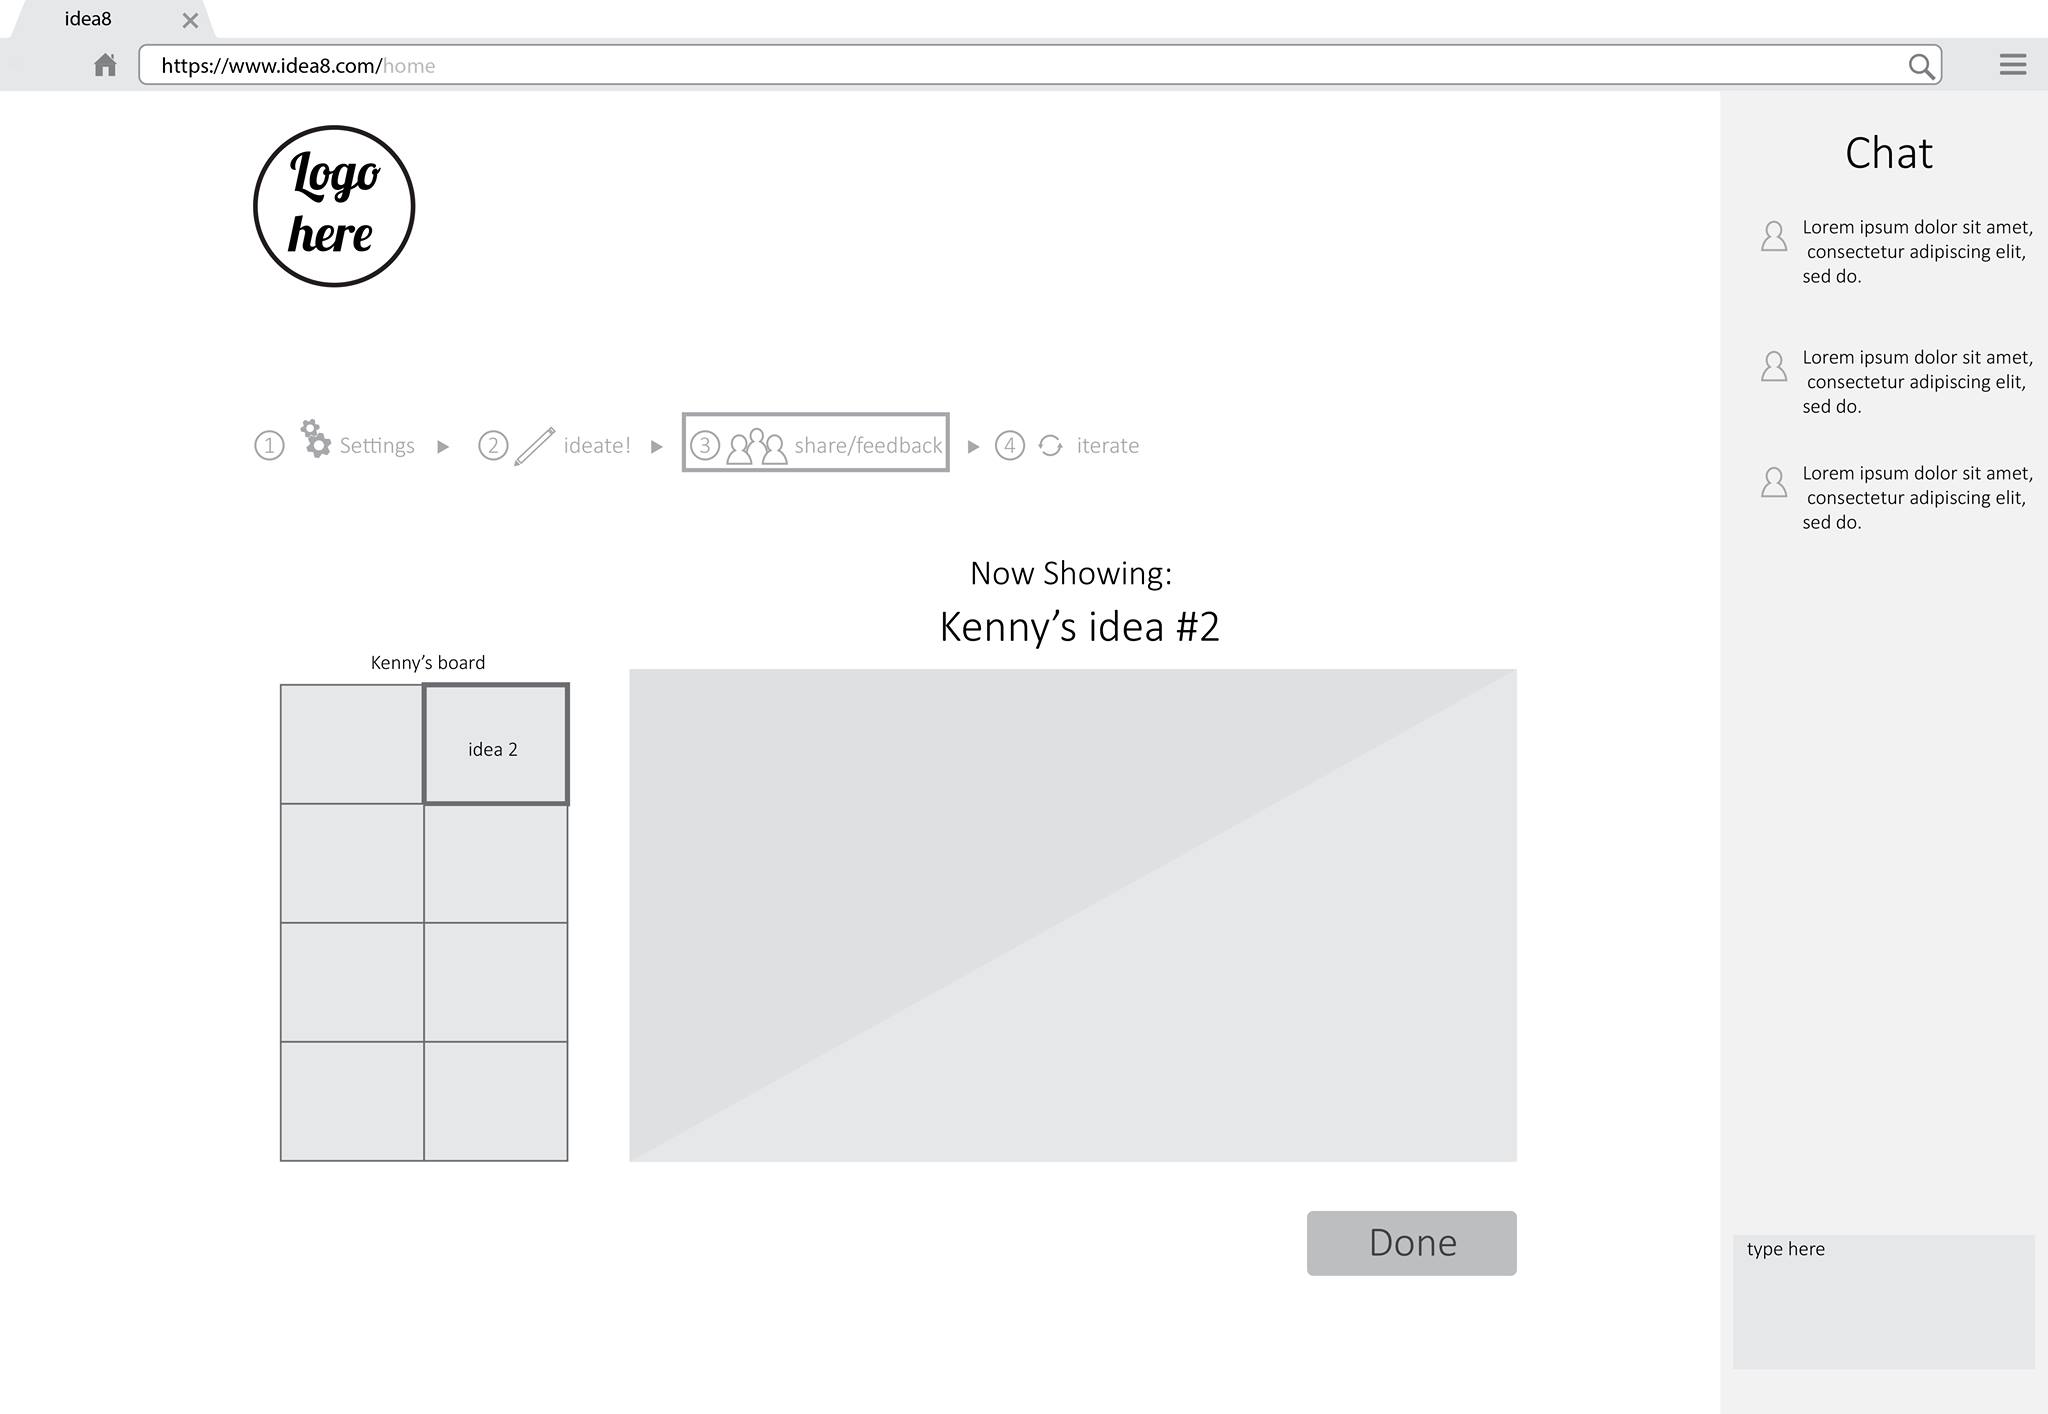 idea8
https://www.idea8.com/home
Logo
here
1 Settings
2 ideate!
3 share/feedback
4 iterate
Now Showing:
Kenny’s idea #2
Kenny’s board
idea 2
Done
Chat
Lorem ipsum dolor sit amet,
consectetur adipiscing elit,
sed do.
Lorem ipsum dolor sit amet,
consectetur adipiscing elit,
sed do.
Lorem ipsum dolor sit amet,
consectetur adipiscing elit,
sed do.
type here